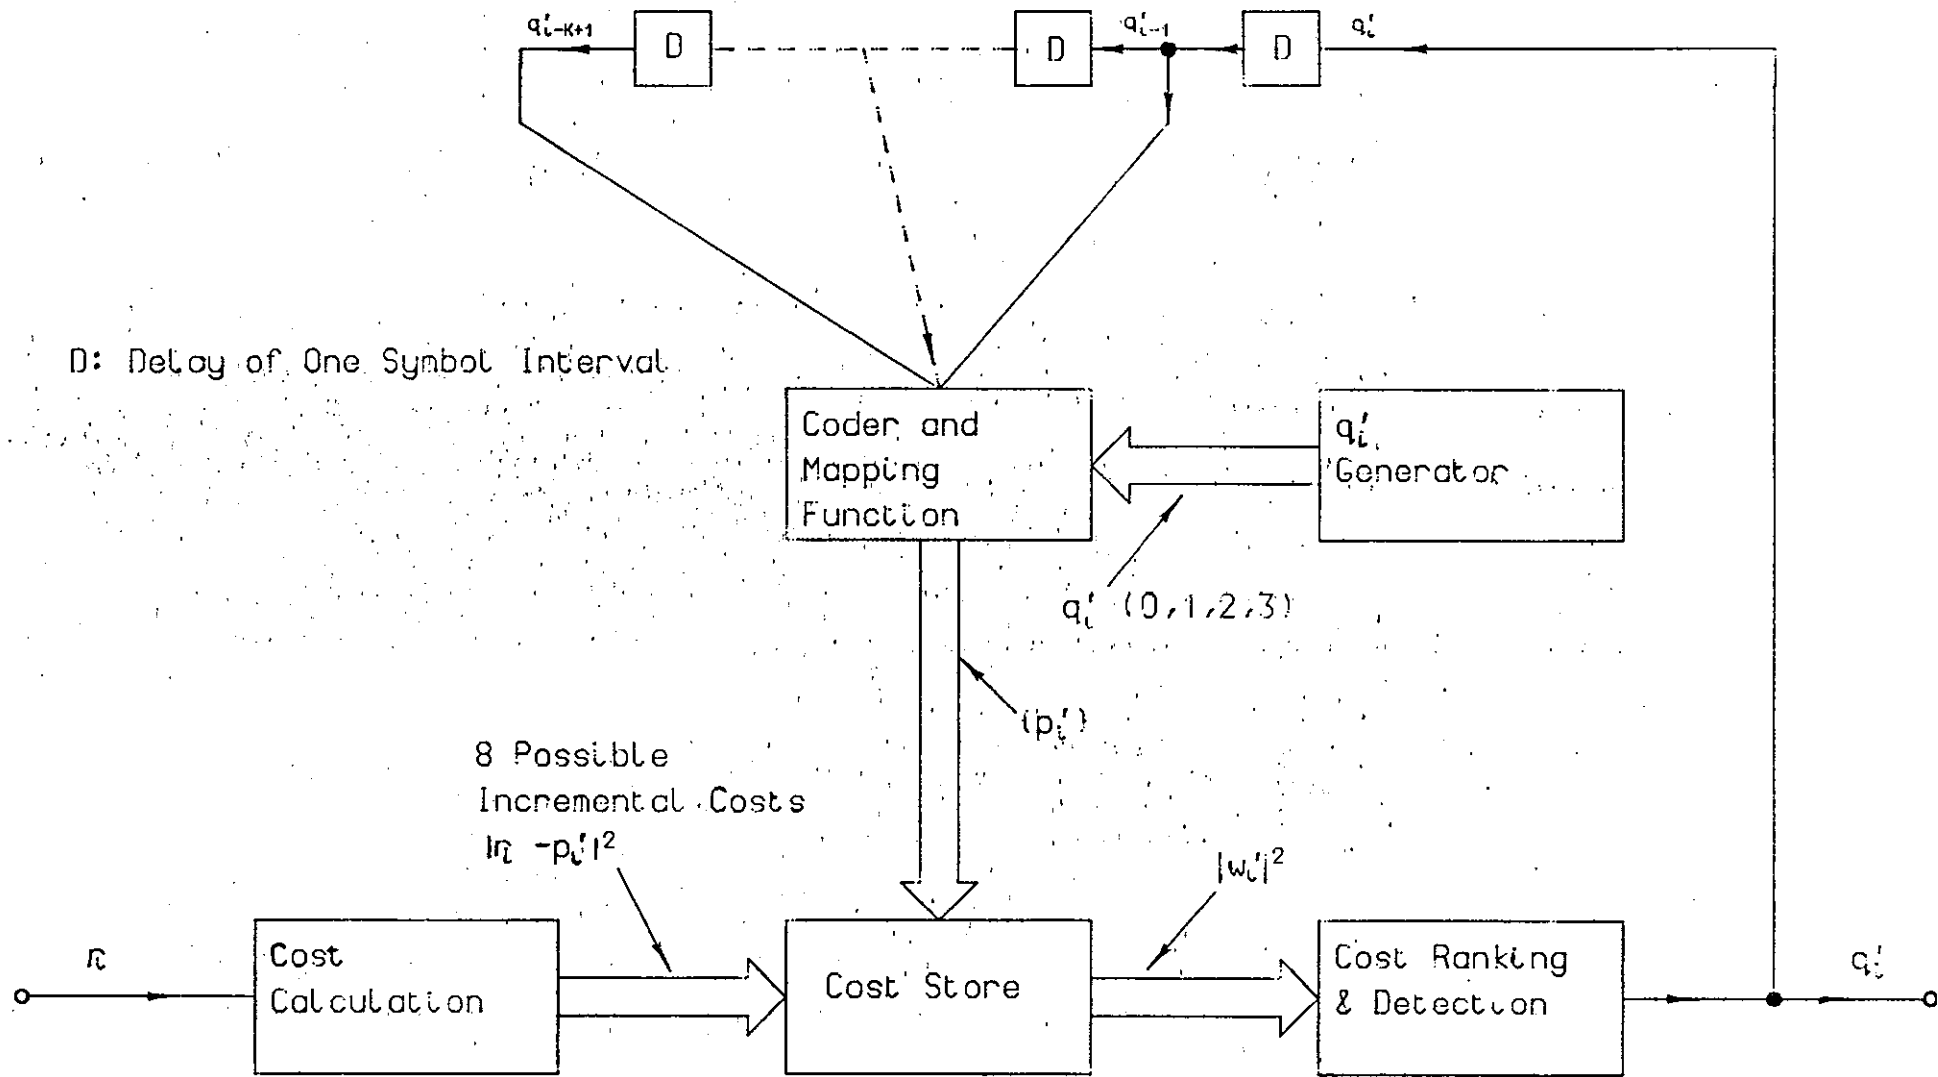 q′i-K+1
D
D
q′i-1
D
q′i
D: Delay of One Symbol Interval
Coder and
Mapping
Function
q′i
Generator
q′i (0,1,2,3)
(p′i)
8 Possible
Incremental Costs
|ri -p′i|²
|w′i|²
ri
Cost
Calculation
Cost Store
Cost Ranking
& Detection
q′i